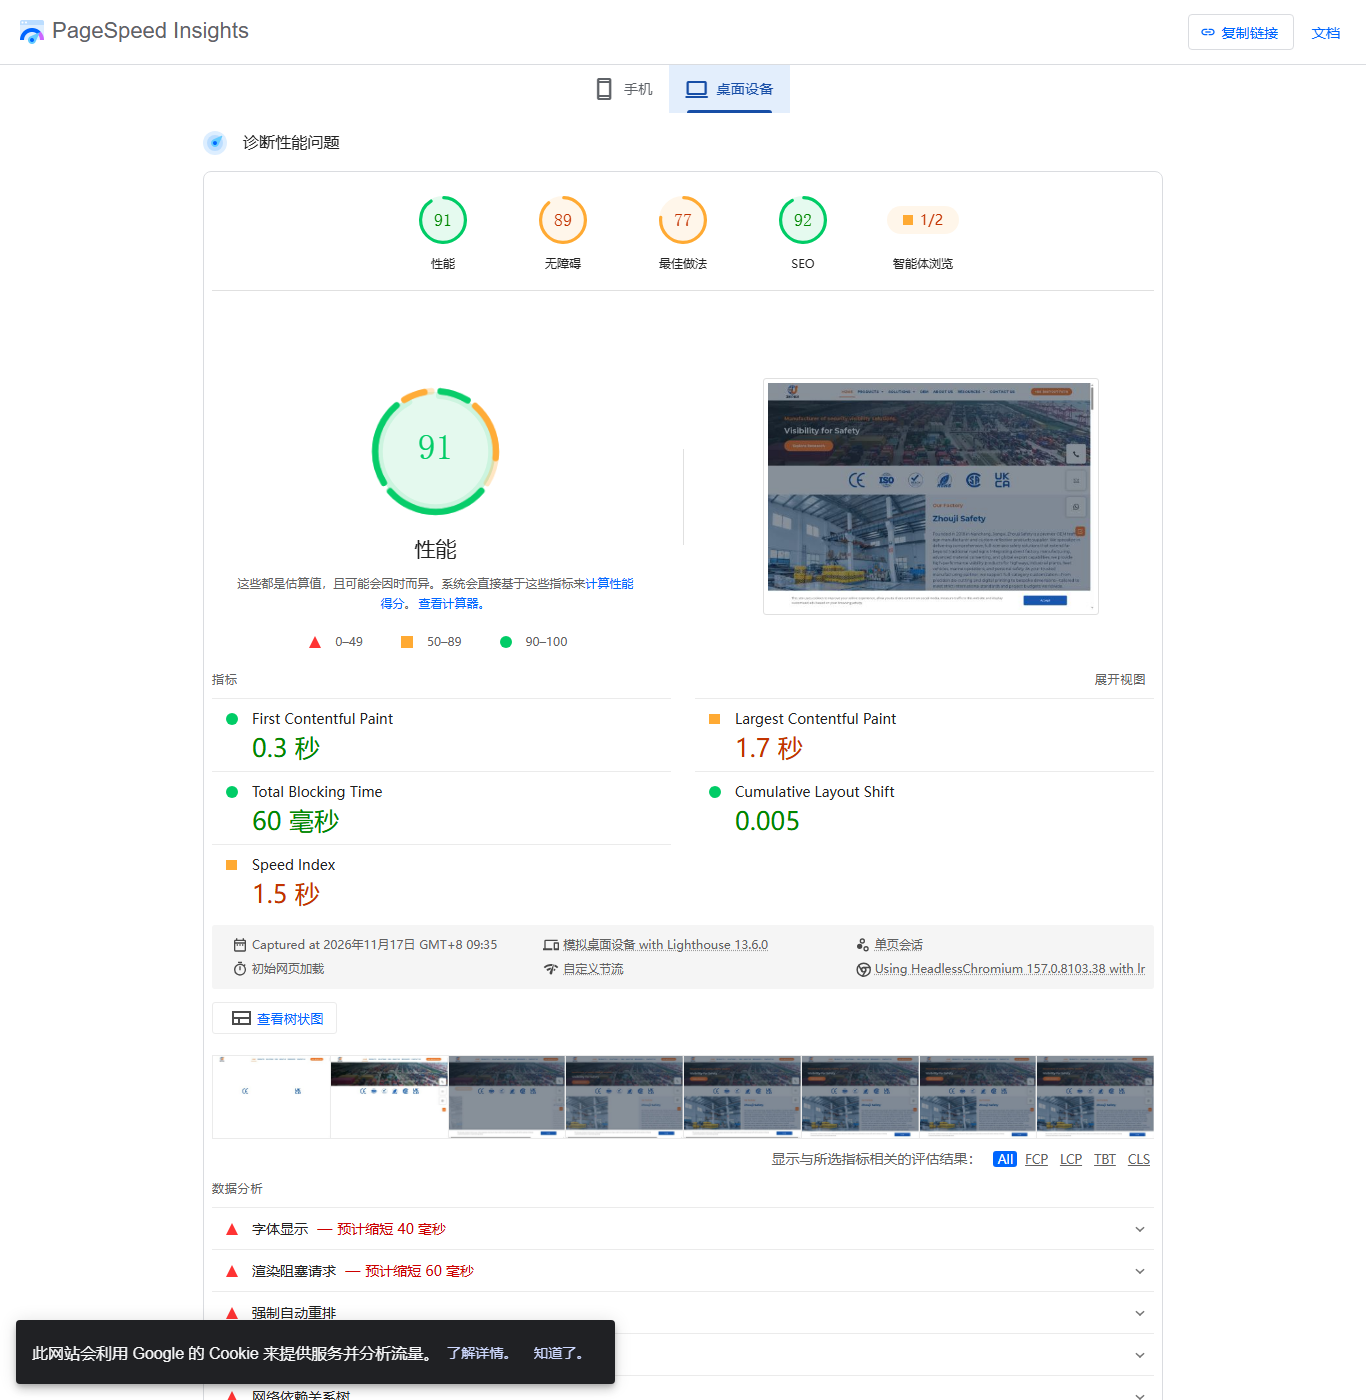 PageSpeed Insights
复制链接
文档
手机
桌面设备
诊断性能问题
91
89
77
92
1/2
性能
无障碍
最佳做法
SEO
智能体浏览
91
性能
这些都是估算值，且可能会因时而异。系统会直接基于这些指标来计算性能
得分。 查看计算器。
0–49
50–89
90–100
Visibility for Safety
Zhouji Safety
指标
展开视图
First Contentful Paint
0.3 秒
Largest Contentful Paint
1.7 秒
Total Blocking Time
60 毫秒
Cumulative Layout Shift
0.005
Speed Index
1.5 秒
Captured at 2026年11月17日 GMT+8 09:35
模拟桌面设备 with Lighthouse 13.6.0
单页会话
初始网页加载
自定义节流
Using HeadlessChromium 157.0.8103.38 with lr
查看树状图
显示与所选指标相关的评估结果：
All
FCP
LCP
TBT
CLS
数据分析
字体显示 — 预计缩短 40 毫秒
渲染阻塞请求 — 预计缩短 60 毫秒
强制自动重排
此网站会利用 Google 的 Cookie 来提供服务并分析流量。
了解详情。
知道了。
网络依赖关系树